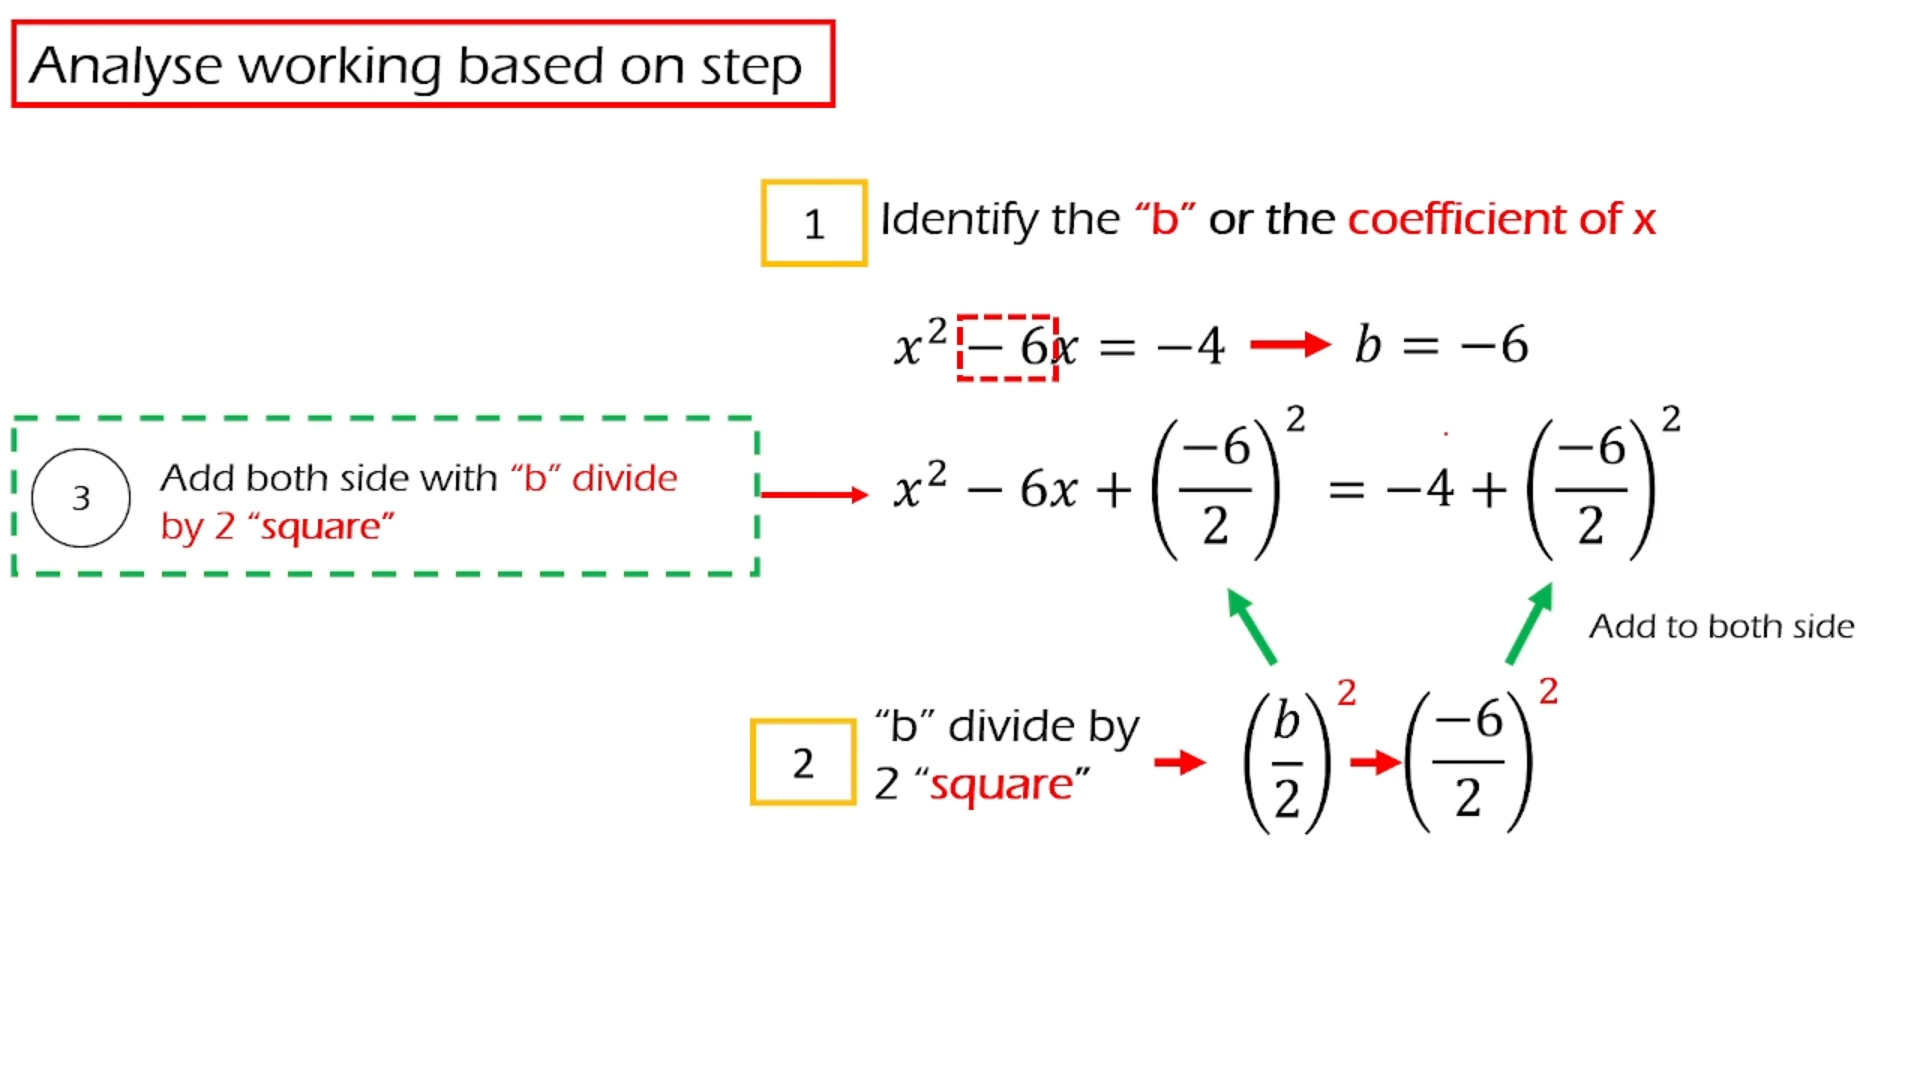 Analyse working based on step
1 Identify the “b” or the coefficient of x
x² − 6x = −4 → b = −6
3 Add both side with “b” divide
by 2 “square”
x² − 6x + (−6/2)² = −4 + (−6/2)²
Add to both side
2 “b” divide by
2 “square”
(b/2)² → (−6/2)²